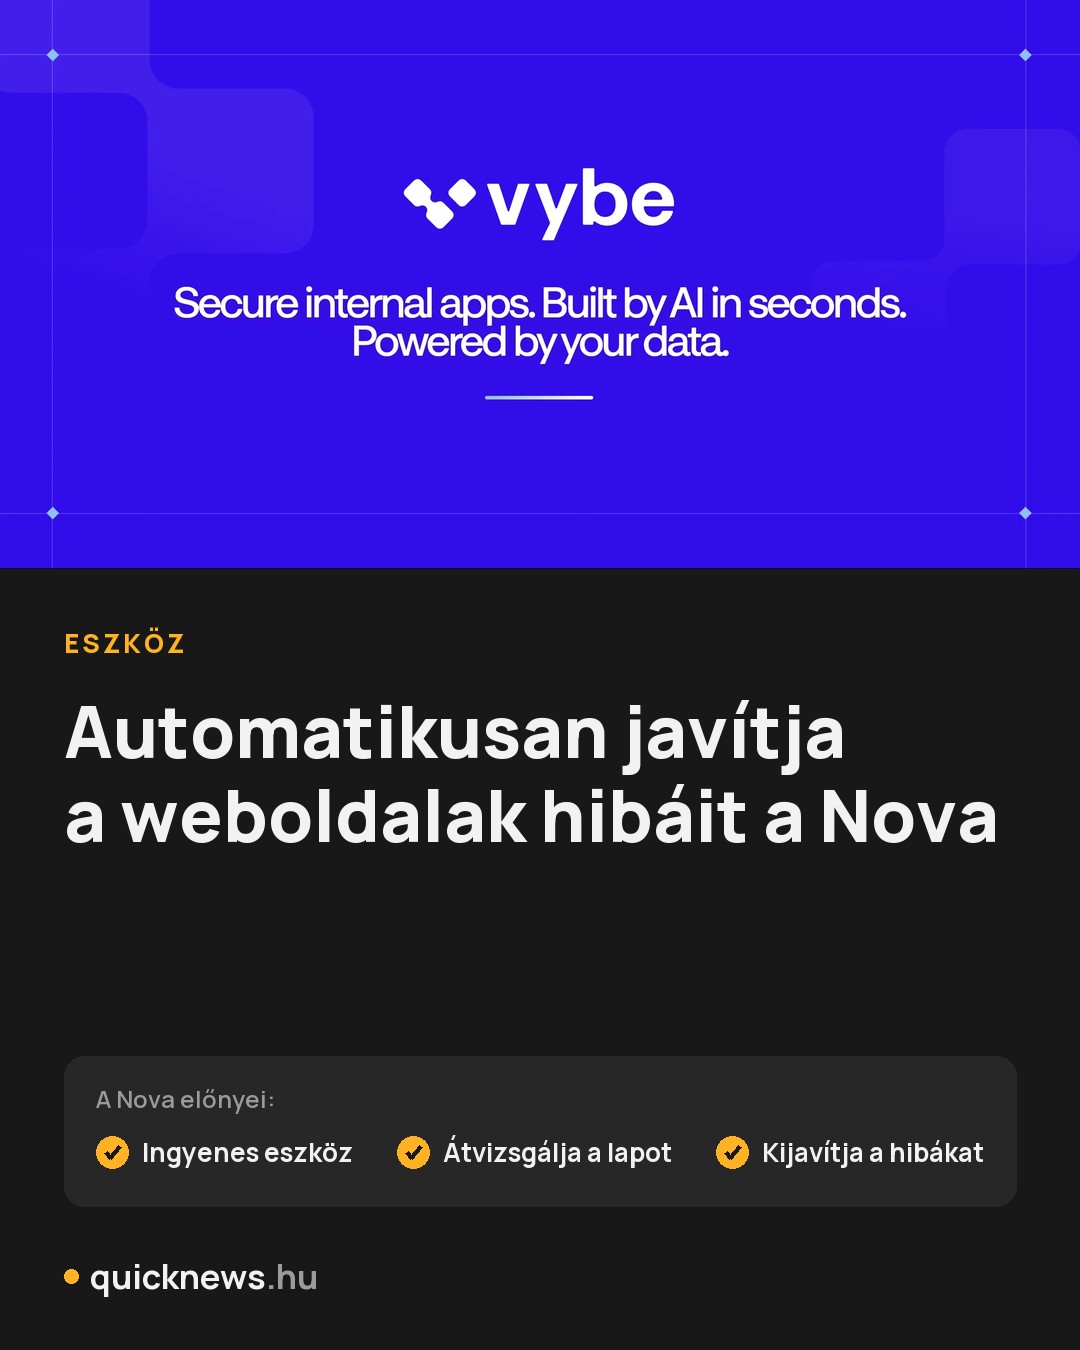 vybe
Secure internal apps. Built by AI in seconds.
Powered by your data.
ESZKÖZ
Automatikusan javítja
a weboldalak hibáit a Nova
A Nova előnyei:
Ingyenes eszköz
Átvizsgálja a lapot
Kijavítja a hibákat
quicknews.hu